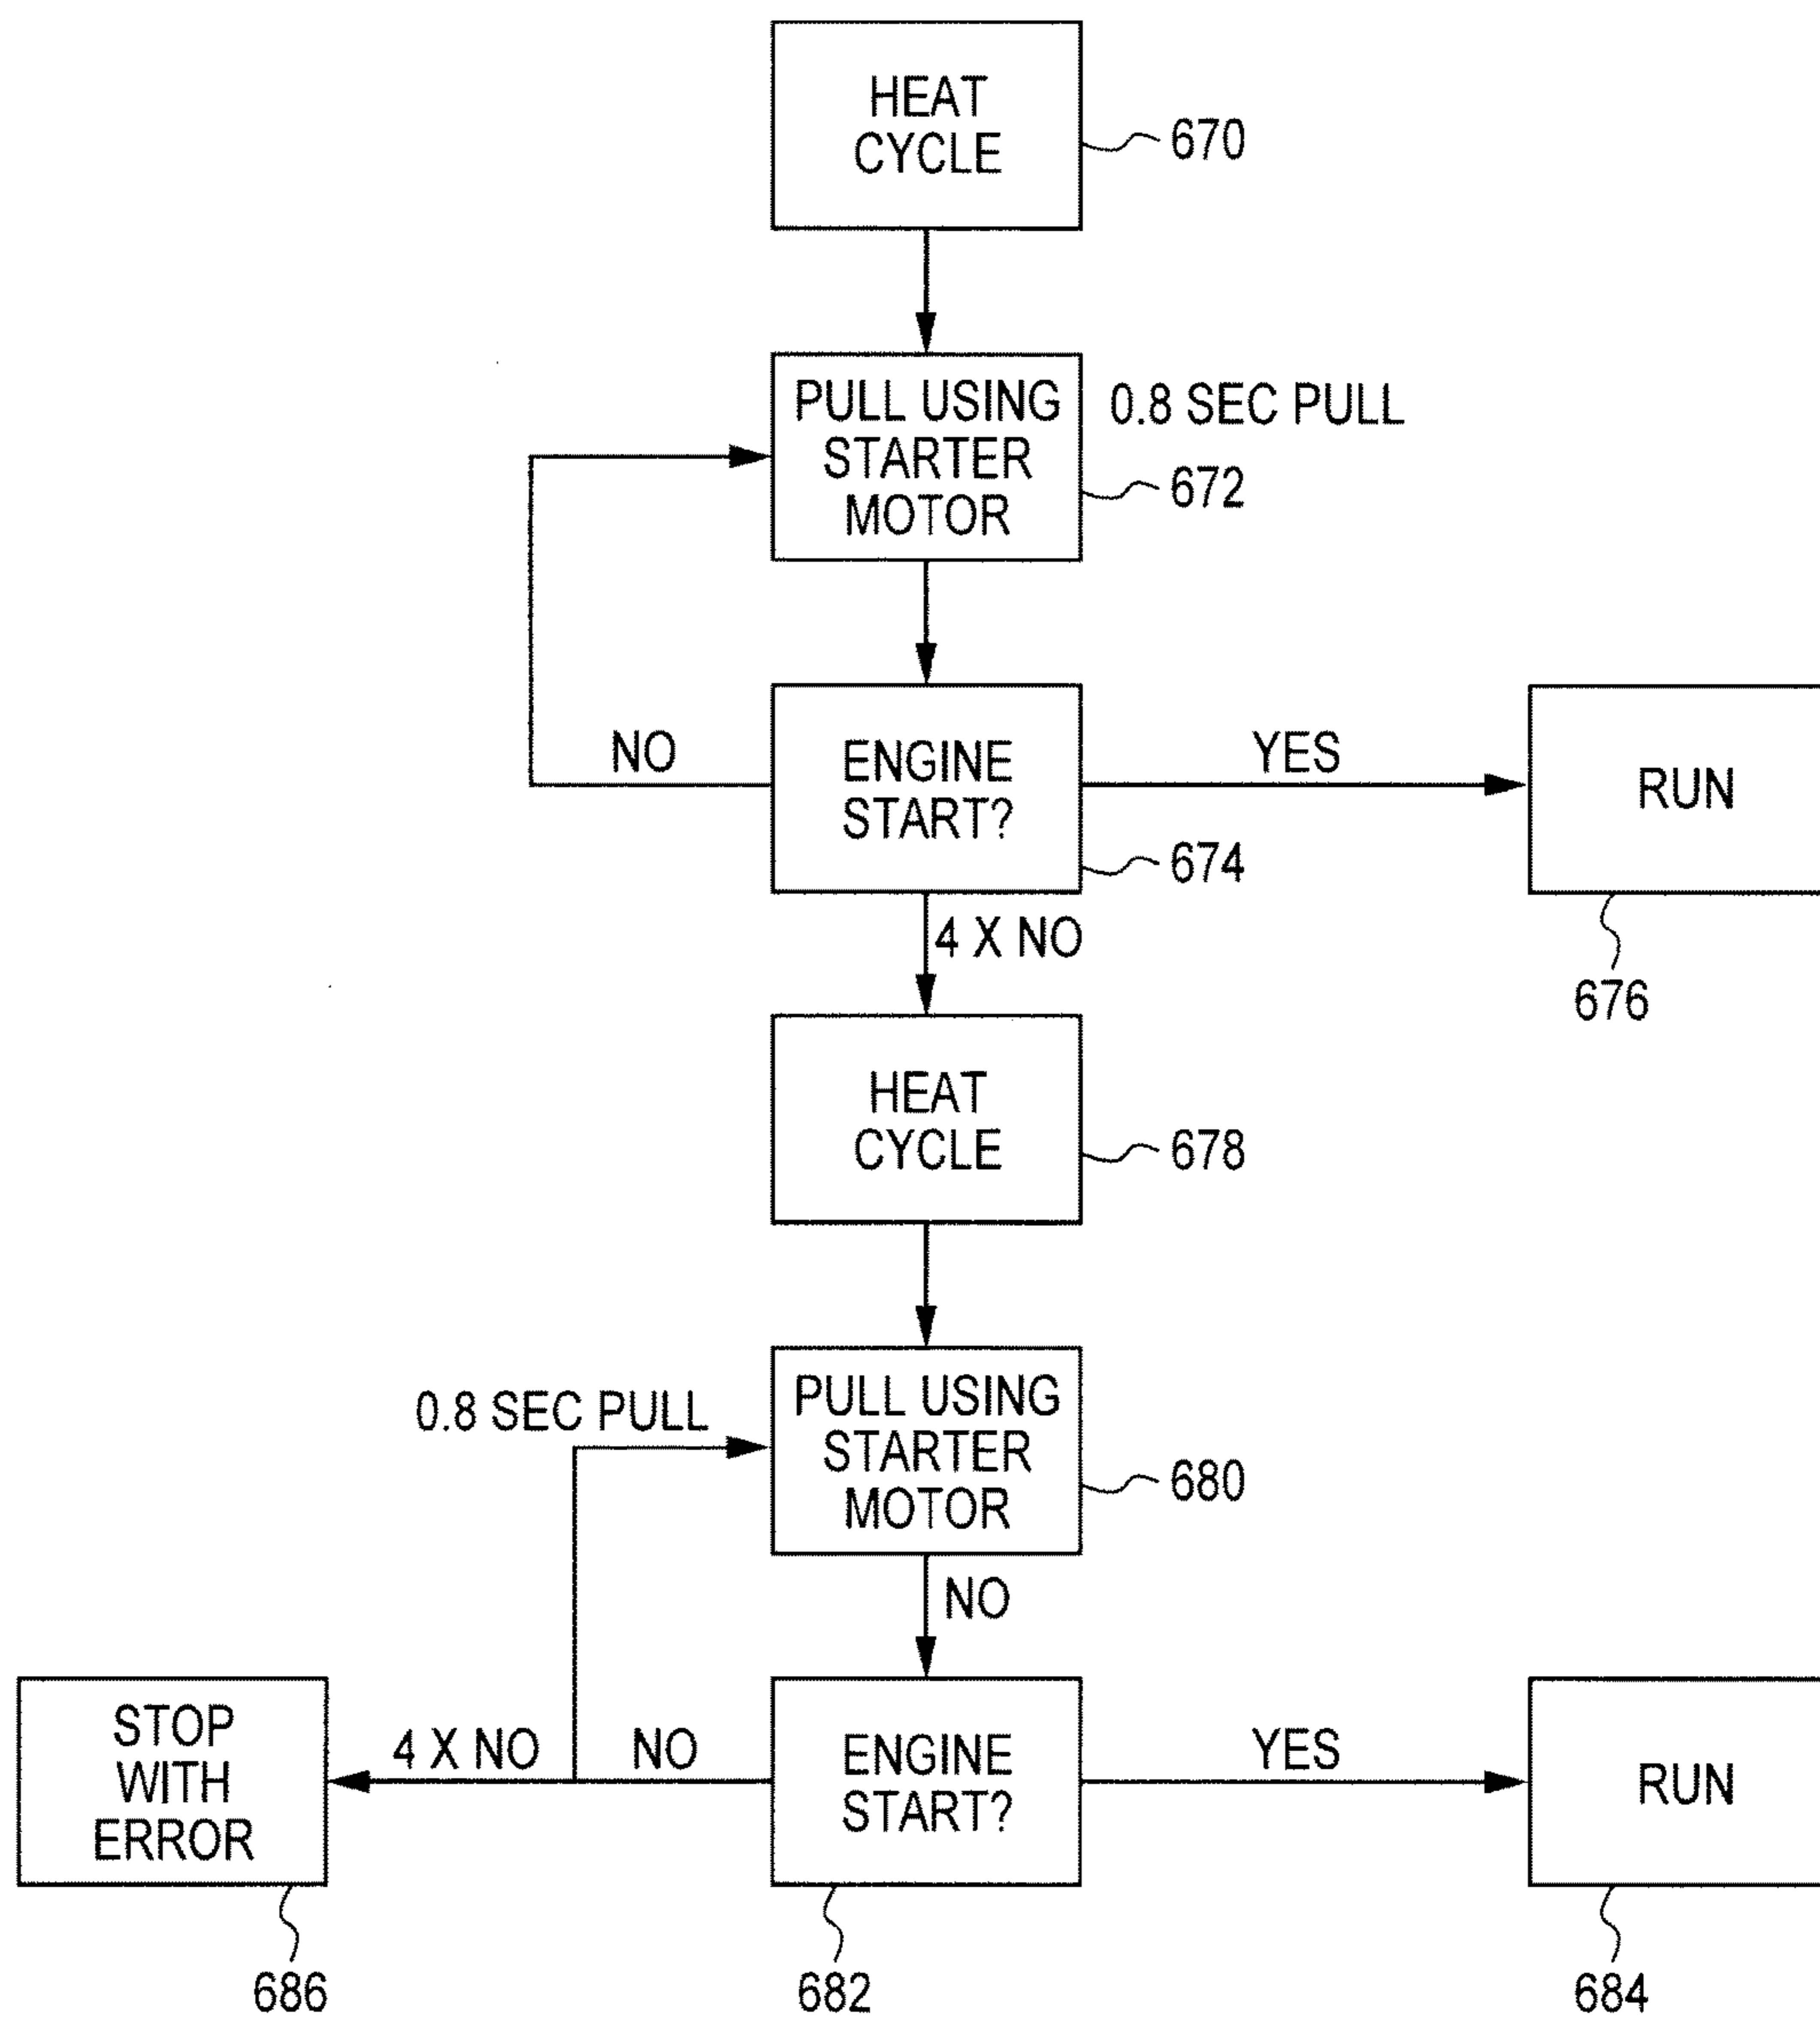 HEAT
CYCLE
670
PULL USING
STARTER
MOTOR
0.8 SEC PULL
672
NO
ENGINE
START?
YES
RUN
674
4 X NO
676
HEAT
CYCLE
678
0.8 SEC PULL
PULL USING
STARTER
MOTOR
680
NO
STOP
WITH
ERROR
4 X NO
NO
ENGINE
START?
YES
RUN
686
682
684